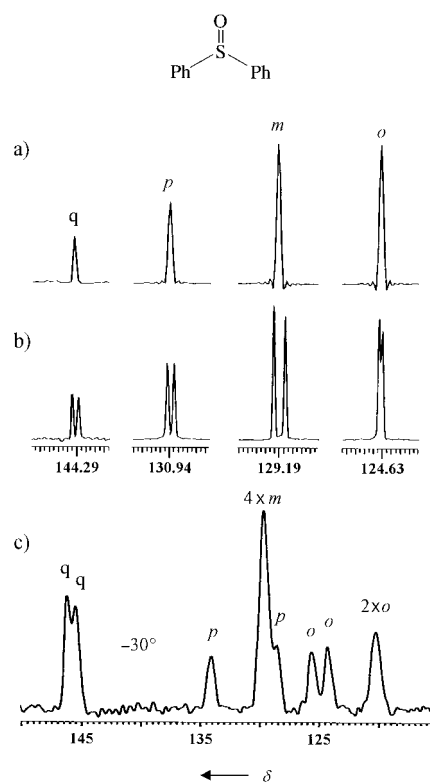 O
S
Ph Ph
a)
q p m o
b)
144.29 130.94 129.19 124.63
c)
q q −30° p 4 × m p o o 2×o
145 135 125
δ